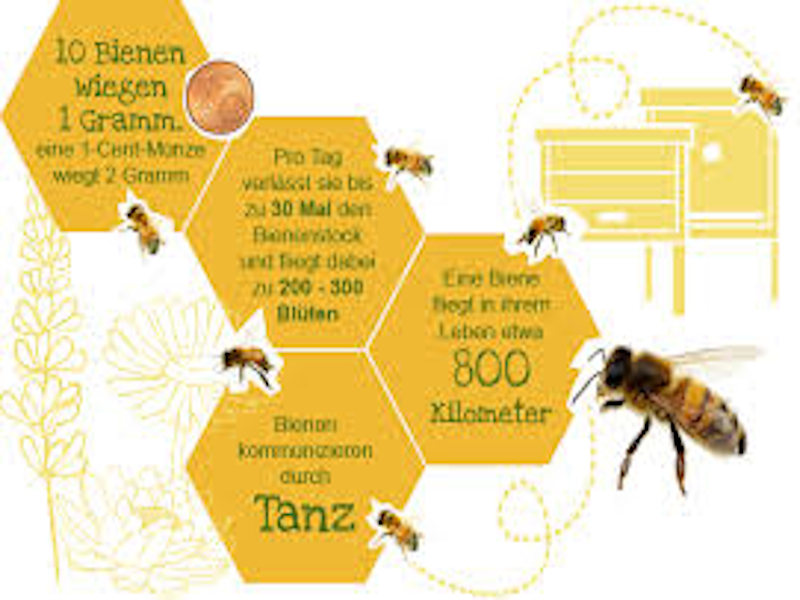 10 Bienen
wiegen
1 Gramm.
eine 1-Cent-Münze
wiegt 2 Gramm
Pro Tag
verlässt sie bis
zu 30 Mal den
Bienenstock
und fliegt dabei
zu 200 - 300
Blüten
Eine Biene
fliegt in ihrem
Leben etwa
800
Kilometer
Bienen
kommunizieren
durch
Tanz